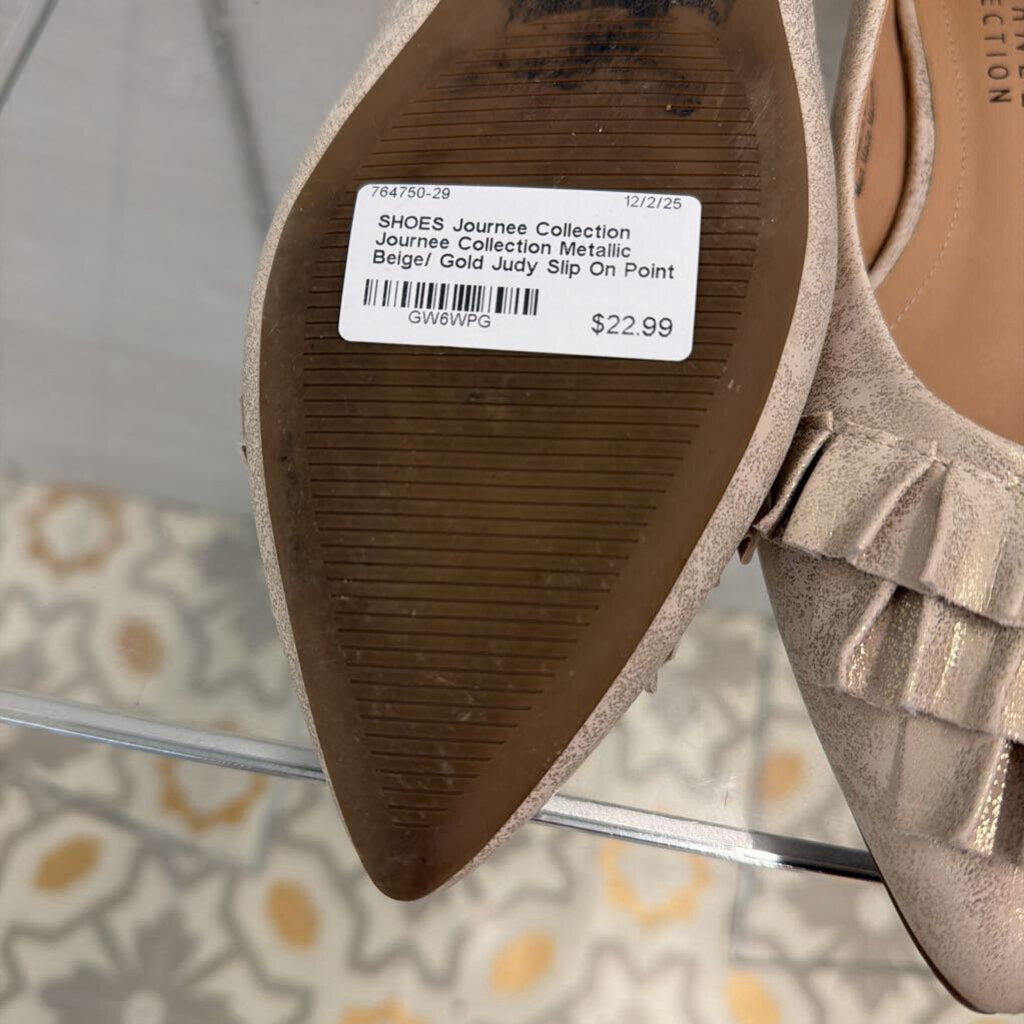 764750-29 12/2/25
SHOES Journee Collection
Journee Collection Metallic
Beige/ Gold Judy Slip On Point
GW6WPG
$22.99
ECTION